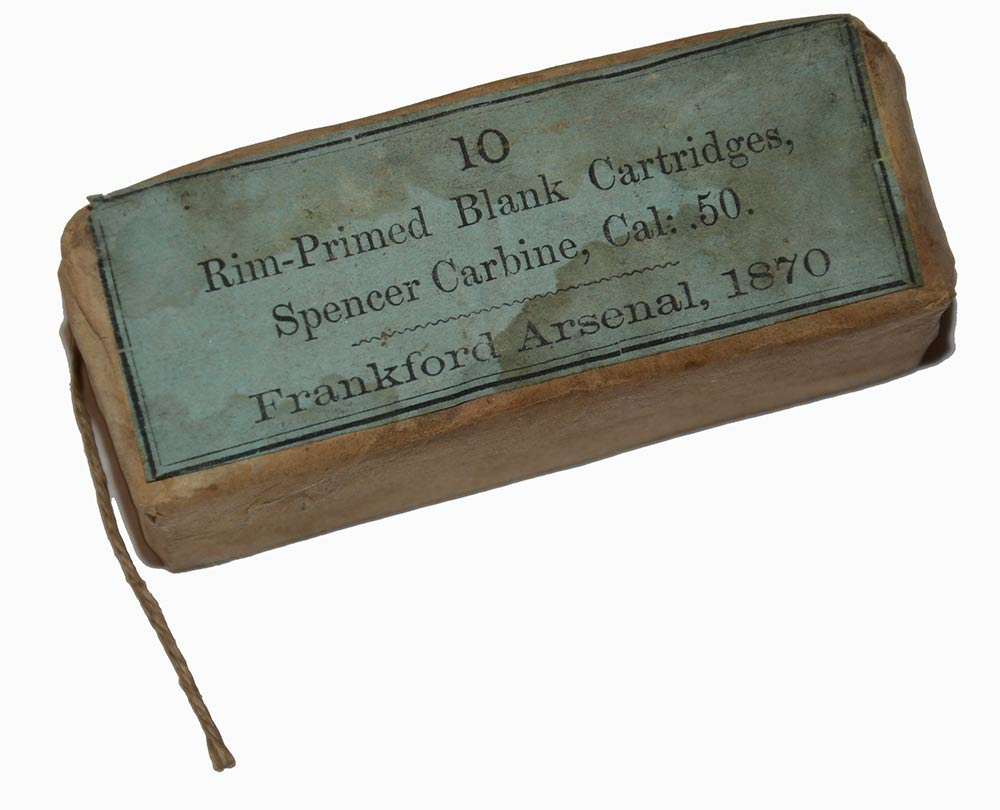 10
Rim-Primed Blank Cartridges,
Spencer Carbine, Cal: .50.
Frankford Arsenal, 1870